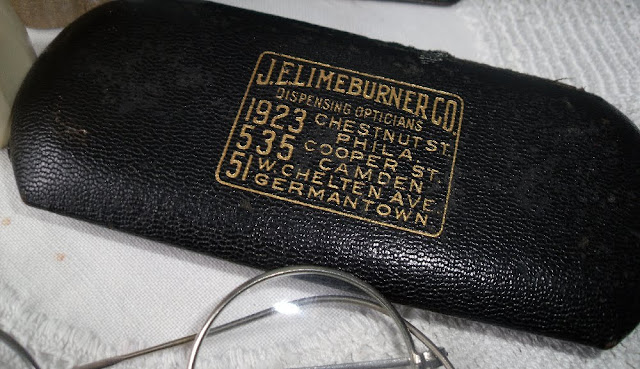 J.E.LIMEBURNER CO.
DISPENSING OPTICIANS
1923 CHESTNUT ST.
PHILA.
535 COOPER ST.
CAMDEN
51 W. CHELTEN AVE.
GERMANTOWN.